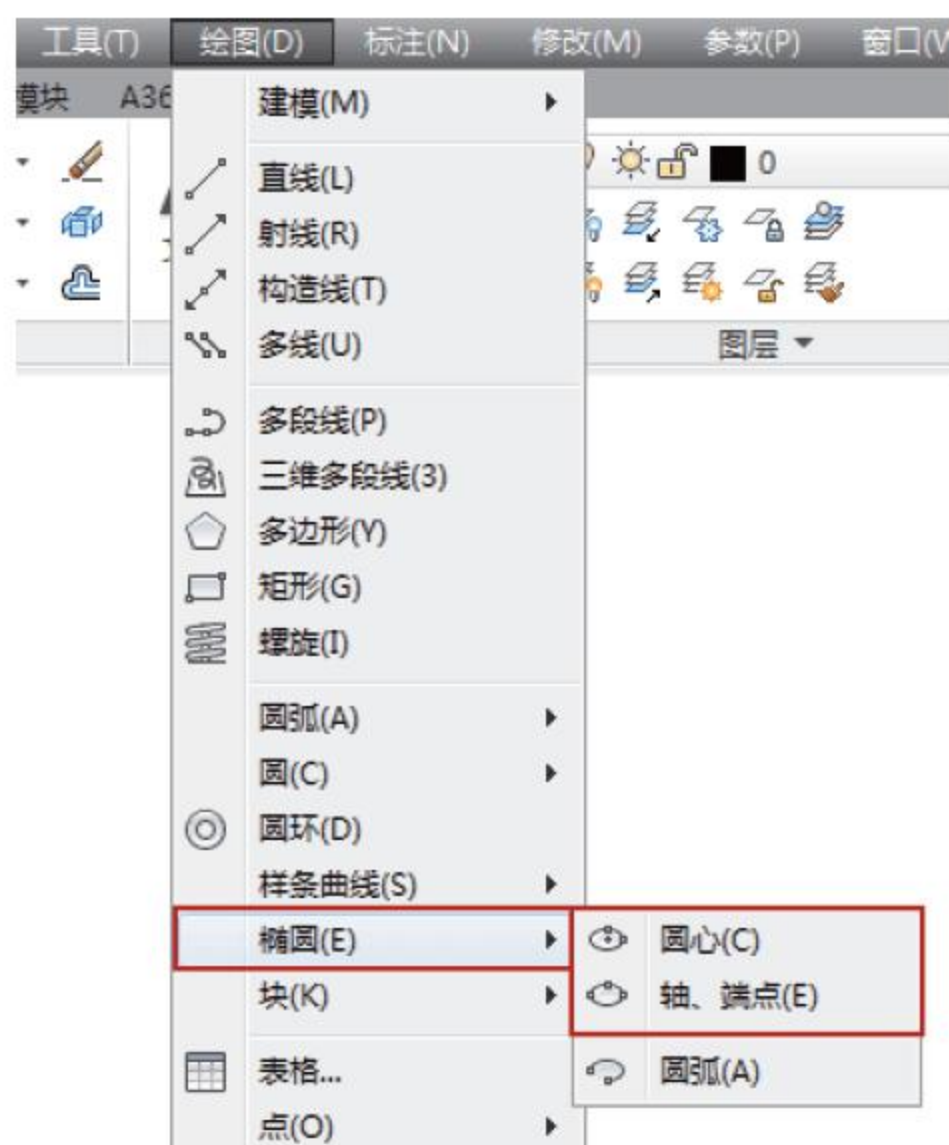 工具(T) 绘图(D) 标注(N) 修改(M) 参数(P) 窗口(W
模块 A36
建模(M)
0
直线(L)
射线(R)
构造线(T)
多线(U)
图层
多段线(P)
三维多段线(3)
多边形(Y)
矩形(G)
螺旋(I)
圆弧(A)
圆(C)
圆环(D)
样条曲线(S)
椭圆(E)
圆心(C)
块(K)
轴、端点(E)
表格...
圆弧(A)
点(O)